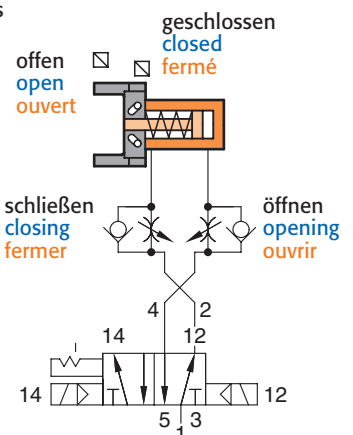 s
geschlossen
closed
fermé
offen
open
ouvert
schließen
closing
fermer
öffnen
opening
ouvrir
4 2
14 12
14 12
5 3
1